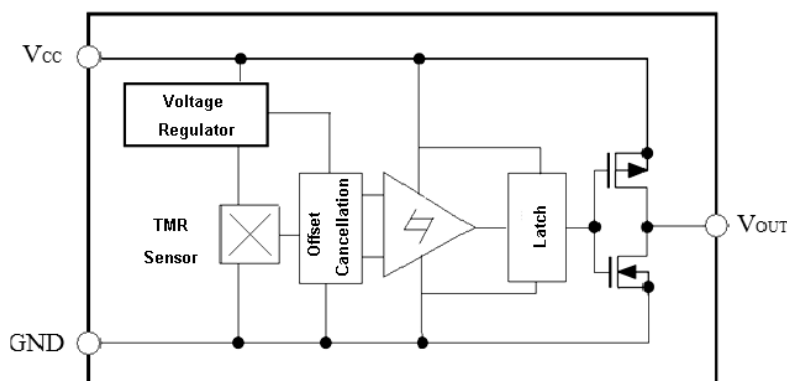 VCC
Voltage
Regulator
TMR
Sensor
Offset
Cancellation
Latch
VOUT
GND